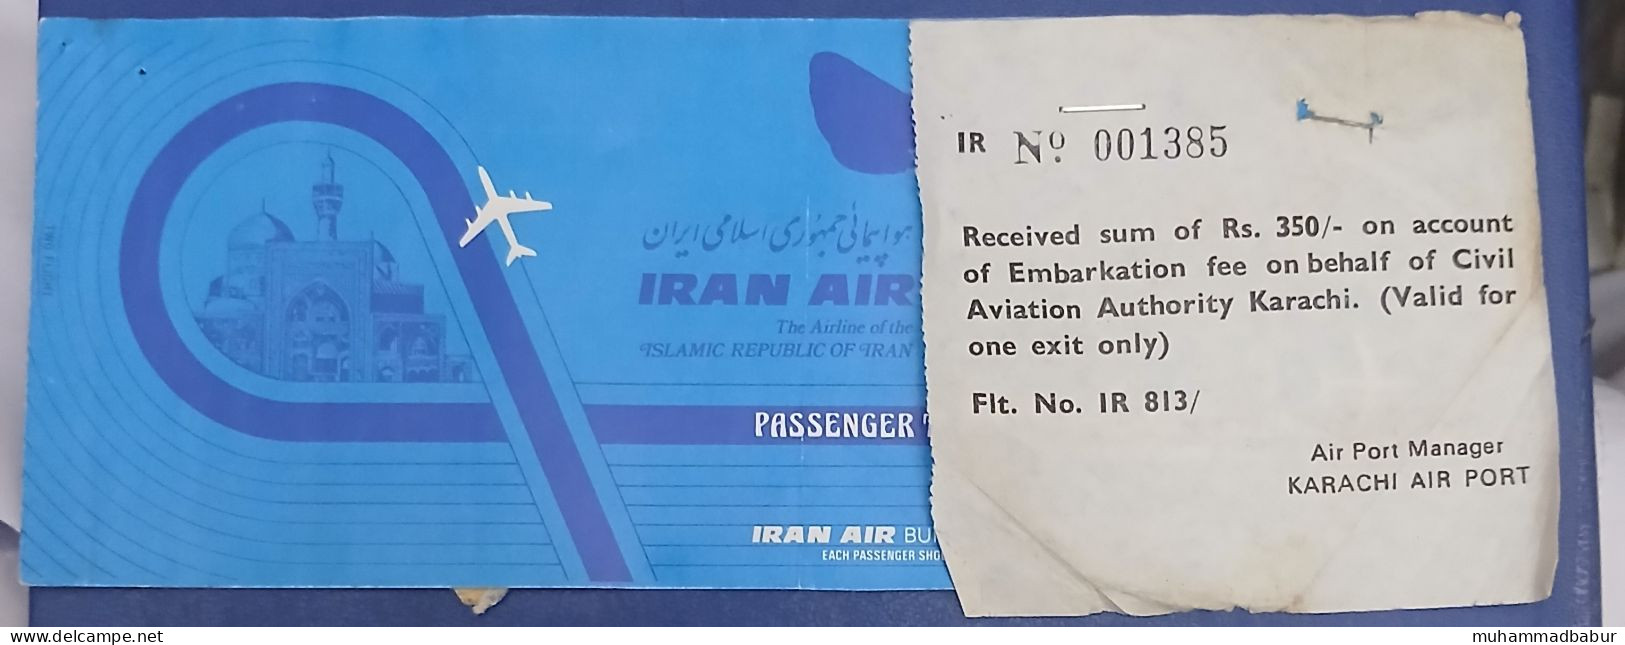 هواپیمائی جمهوری اسلامی ایران
IRAN AIR
The Airline of the
ISLAMIC REPUBLIC OF IRAN
PASSENGER
IRAN AIR
EACH PASSENGER
IR Nº 001385
Received sum of Rs. 350/- on account
of Embarkation fee on behalf of Civil
Aviation Authority Karachi. (Valid for
one exit only)
Flt. No. IR 813/
Air Port Manager
KARACHI AIR PORT
© delcampe.net
muhammadbabur